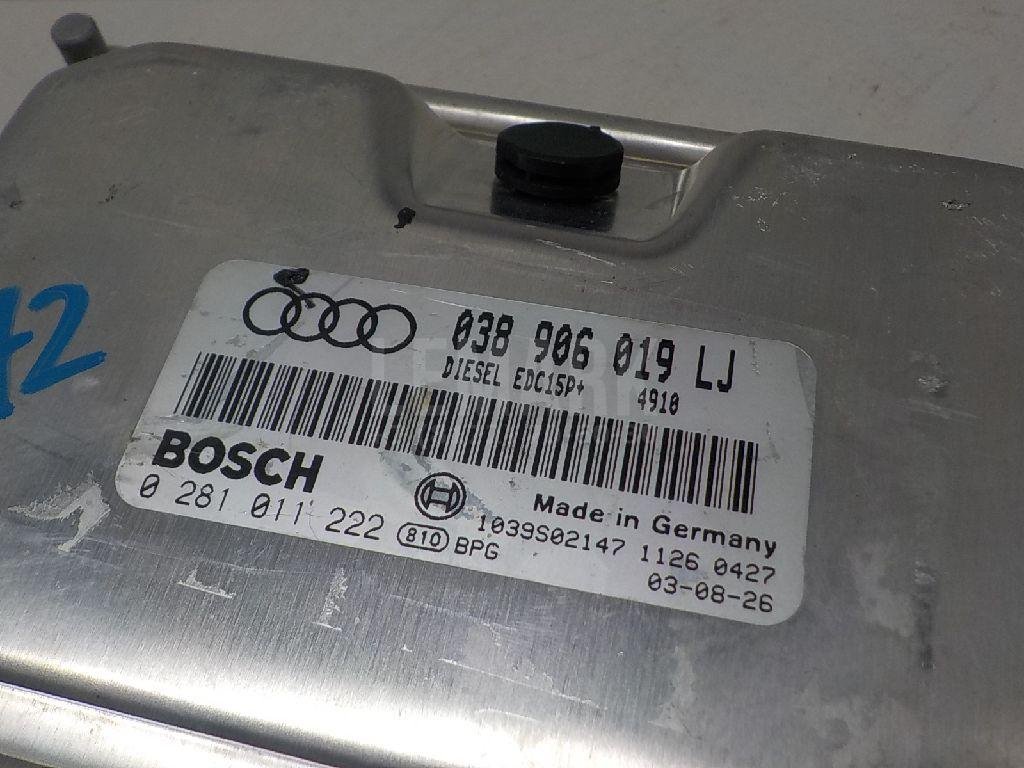 42
038 906 019 LJ
DIESEL EDC15P+ 4910
BOSCH
Made in Germany
0 281 011 222 810 BPG
1039S02147 1126 0427
03-08-26